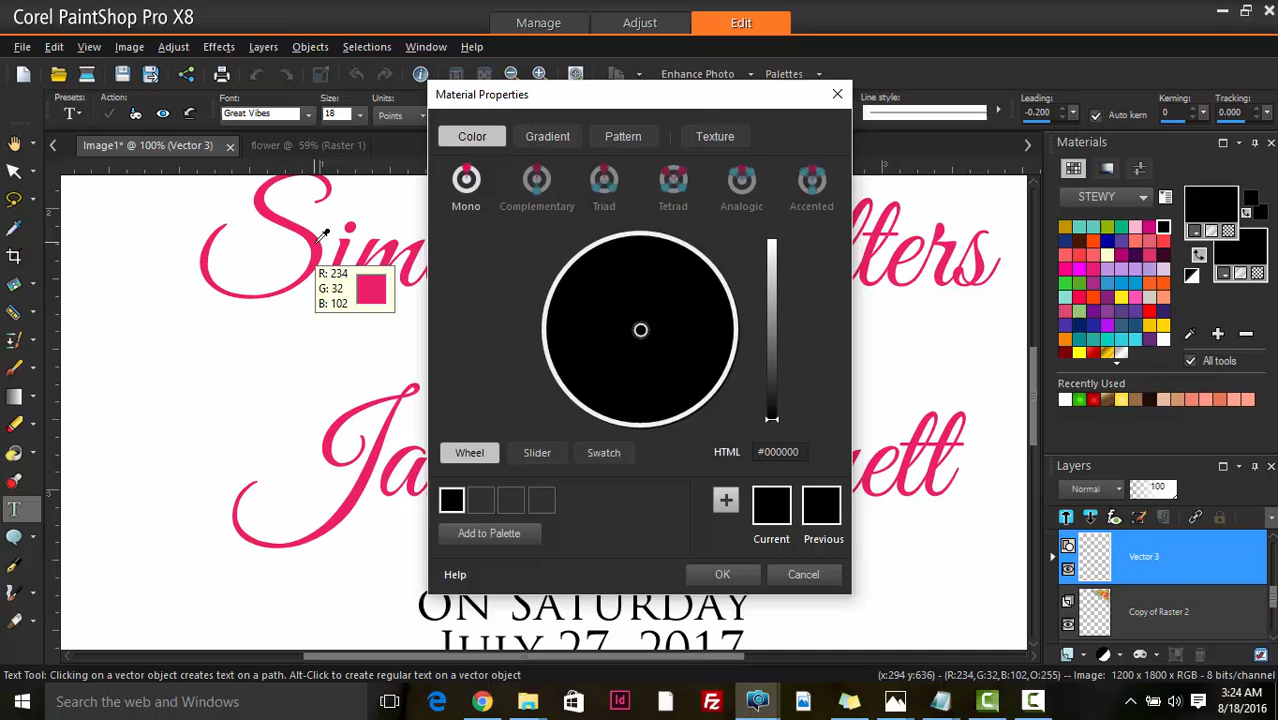 Corel PaintShop Pro X8
Manage
Adjust
Edit
File
Edit
View
Image
Adjust
Effects
Layers
Objects
Selections
Window
Help
Enhance Photo
Palettes
Presets:
Action:
Font:
Size:
Units:
Great Vibes
18
Points
Line style:
Leading:
Kerning:
Tracking:
-0.200
Auto kern
0
0.000
Image1* @ 100% (Vector 3)
flower @ 59% (Raster 1)
1
3
2
3
R: 234
G: 32
B: 102
on Saturday
July 27, 2017
Material Properties
Color
Gradient
Pattern
Texture
Mono
Complementary
Triad
Tetrad
Analogic
Accented
Wheel
Slider
Swatch
HTML
#000000
Add to Palette
Current
Previous
Help
OK
Cancel
Materials
STEWY
All tools
Recently Used
Layers
Normal
100
Vector 3
Copy of Raster 2
Text Tool: Clicking on a vector object creates text on a path. Alt-Click to create regular text on a vector object.
(x:294 y:636) - (R:234,G:32,B:102,O:255) -- Image: 1200 x 1800 x RGB - 8 bits/channel
Search the web and Windows
3:24 AM
8/18/2016